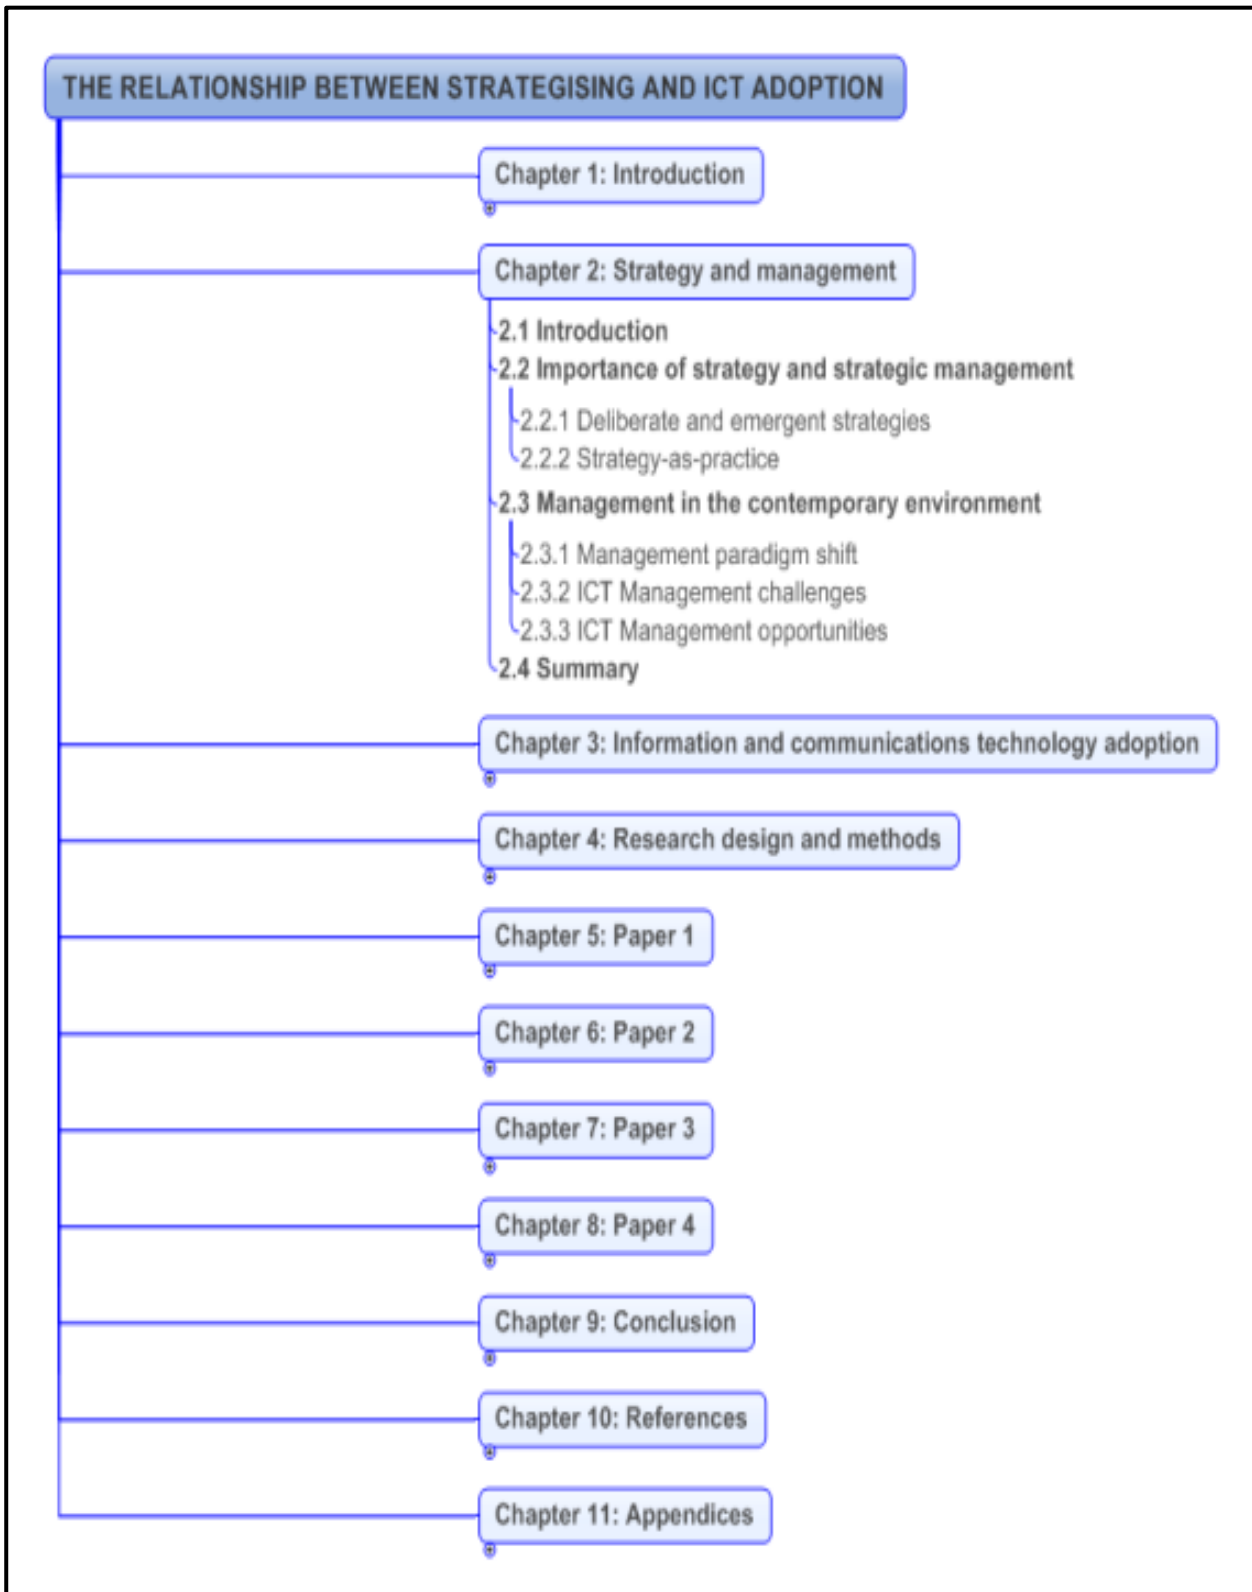 THE RELATIONSHIP BETWEEN STRATEGISING AND ICT ADOPTION
Chapter 1: Introduction
Chapter 2: Strategy and management
2.1 Introduction
2.2 Importance of strategy and strategic management
2.2.1 Deliberate and emergent strategies
2.2.2 Strategy-as-practice
2.3 Management in the contemporary environment
2.3.1 Management paradigm shift
2.3.2 ICT Management challenges
2.3.3 ICT Management opportunities
2.4 Summary
Chapter 3: Information and communications technology adoption
Chapter 4: Research design and methods
Chapter 5: Paper 1
Chapter 6: Paper 2
Chapter 7: Paper 3
Chapter 8: Paper 4
Chapter 9: Conclusion
Chapter 10: References
Chapter 11: Appendices